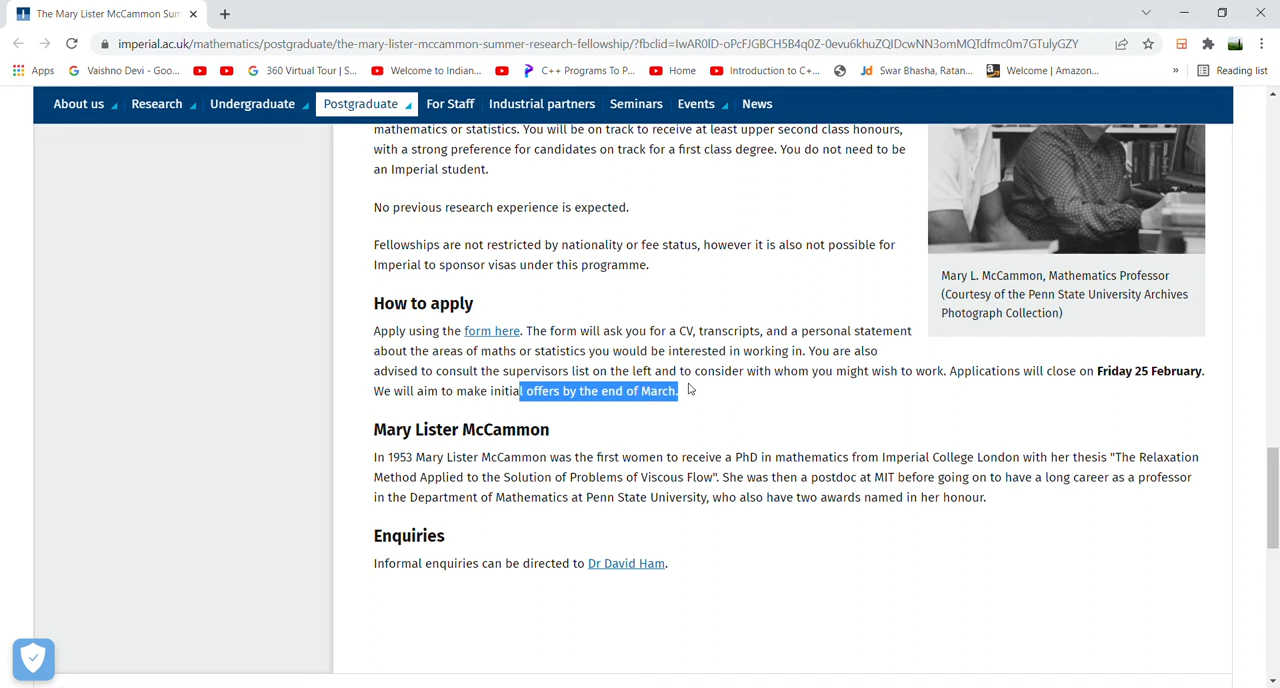 The Mary Lister McCammon Sum
imperial.ac.uk/mathematics/postgraduate/the-mary-lister-mccammon-summer-research-fellowship/?fbclid=IwAR0lD-oPcFJGBCH5B4q0Z-0evu6khuZQIDcwNN3omMQTdfmc0m7GTulyGZY
Apps Vaishno Devi - Goo... 360 Virtual Tour | S... Welcome to Indian... C++ Programs To P... Home Introduction to C+... Swar Bhasha, Ratan... Welcome | Amazon... » Reading list
About us Research Undergraduate Postgraduate For Staff Industrial partners Seminars Events News
mathematics or statistics. You will be on track to receive at least upper second class honours,
with a strong preference for candidates on track for a first class degree. You do not need to be
an Imperial student.
No previous research experience is expected.
Fellowships are not restricted by nationality or fee status, however it is also not possible for
Imperial to sponsor visas under this programme.
Mary L. McCammon, Mathematics Professor
(Courtesy of the Penn State University Archives
Photograph Collection)
How to apply
Apply using the form here. The form will ask you for a CV, transcripts, and a personal statement
about the areas of maths or statistics you would be interested in working in. You are also
advised to consult the supervisors list on the left and to consider with whom you might wish to work. Applications will close on Friday 25 February.
We will aim to make initial offers by the end of March.
Mary Lister McCammon
In 1953 Mary Lister McCammon was the first women to receive a PhD in mathematics from Imperial College London with her thesis "The Relaxation
Method Applied to the Solution of Problems of Viscous Flow". She was then a postdoc at MIT before going on to have a long career as a professor
in the Department of Mathematics at Penn State University, who also have two awards named in her honour.
Enquiries
Informal enquiries can be directed to Dr David Ham.